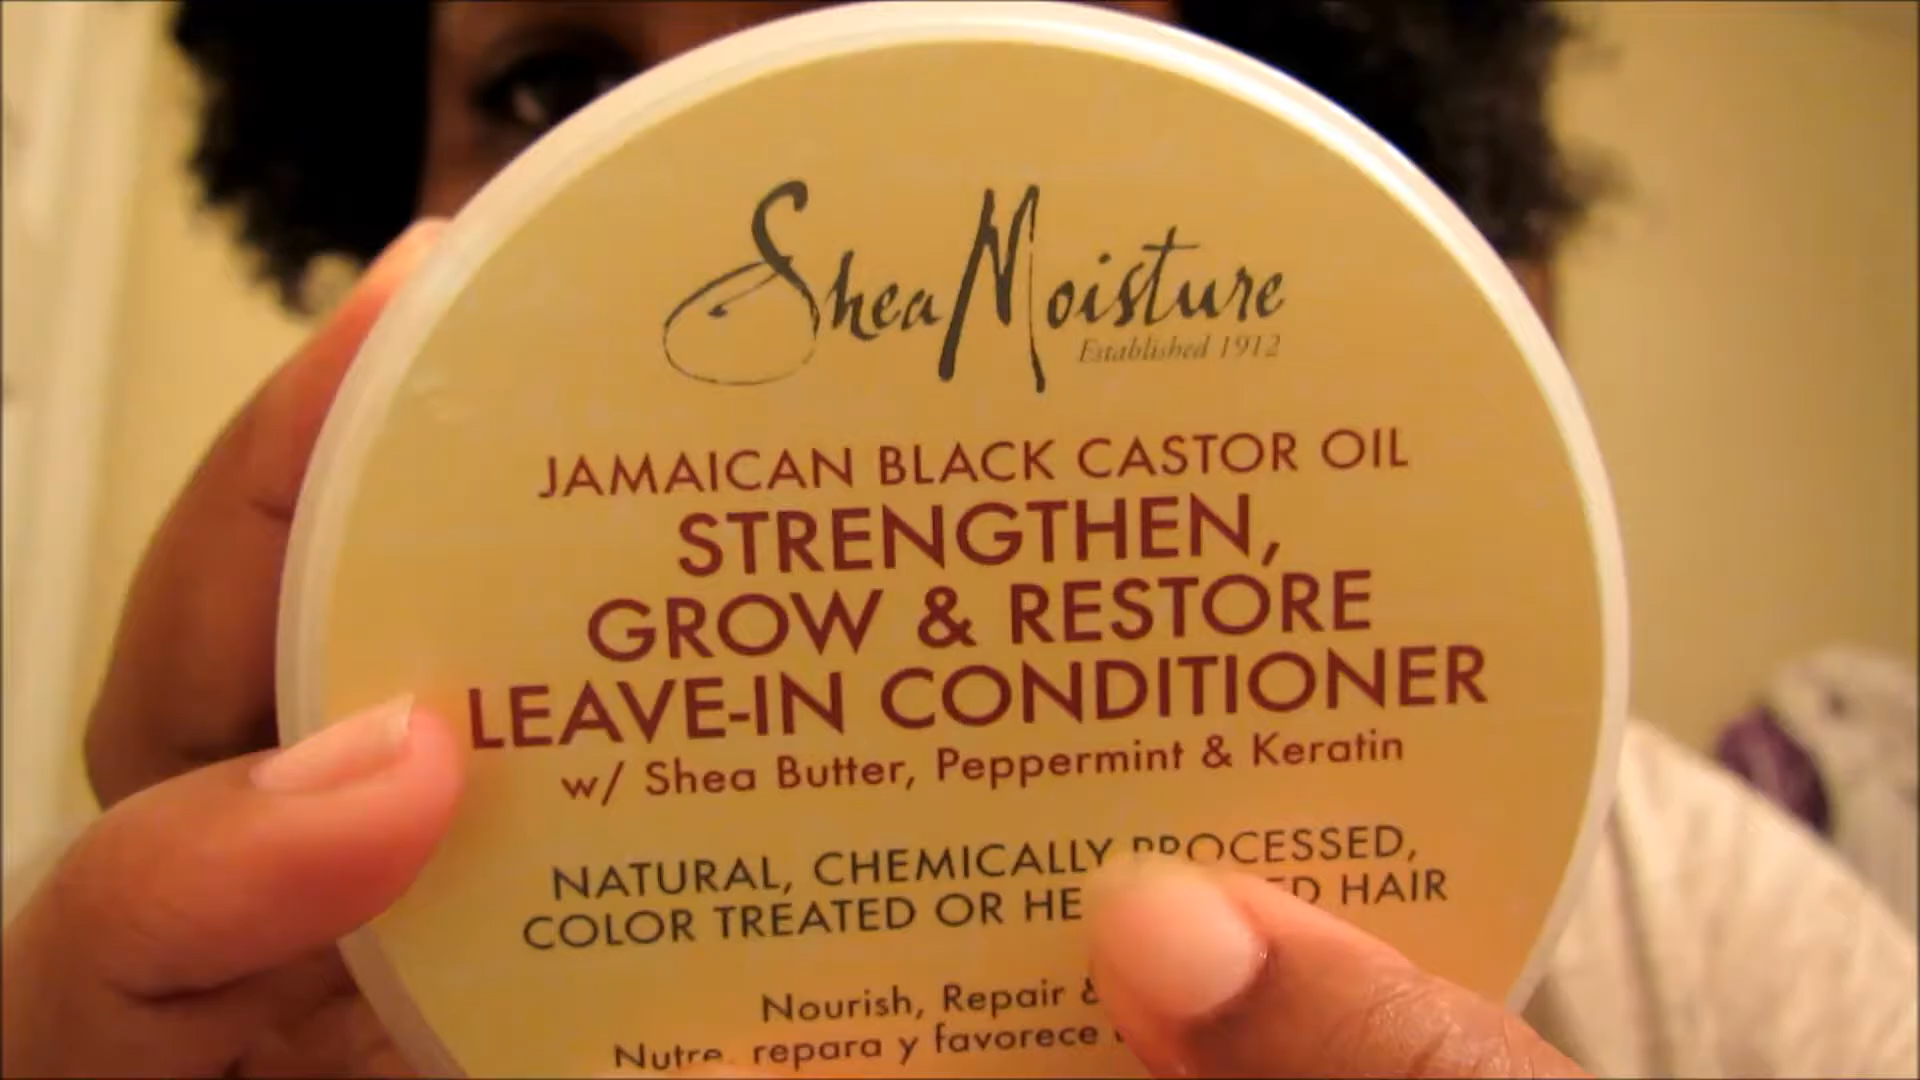 SheaMoisture
Established 1912
JAMAICAN BLACK CASTOR OIL
STRENGTHEN,
GROW & RESTORE
LEAVE-IN CONDITIONER
w/ Shea Butter, Peppermint & Keratin
NATURAL, CHEMICALLY PROCESSED,
COLOR TREATED OR HAIR
Nourish, Repair &
Nutre, repara y favorece